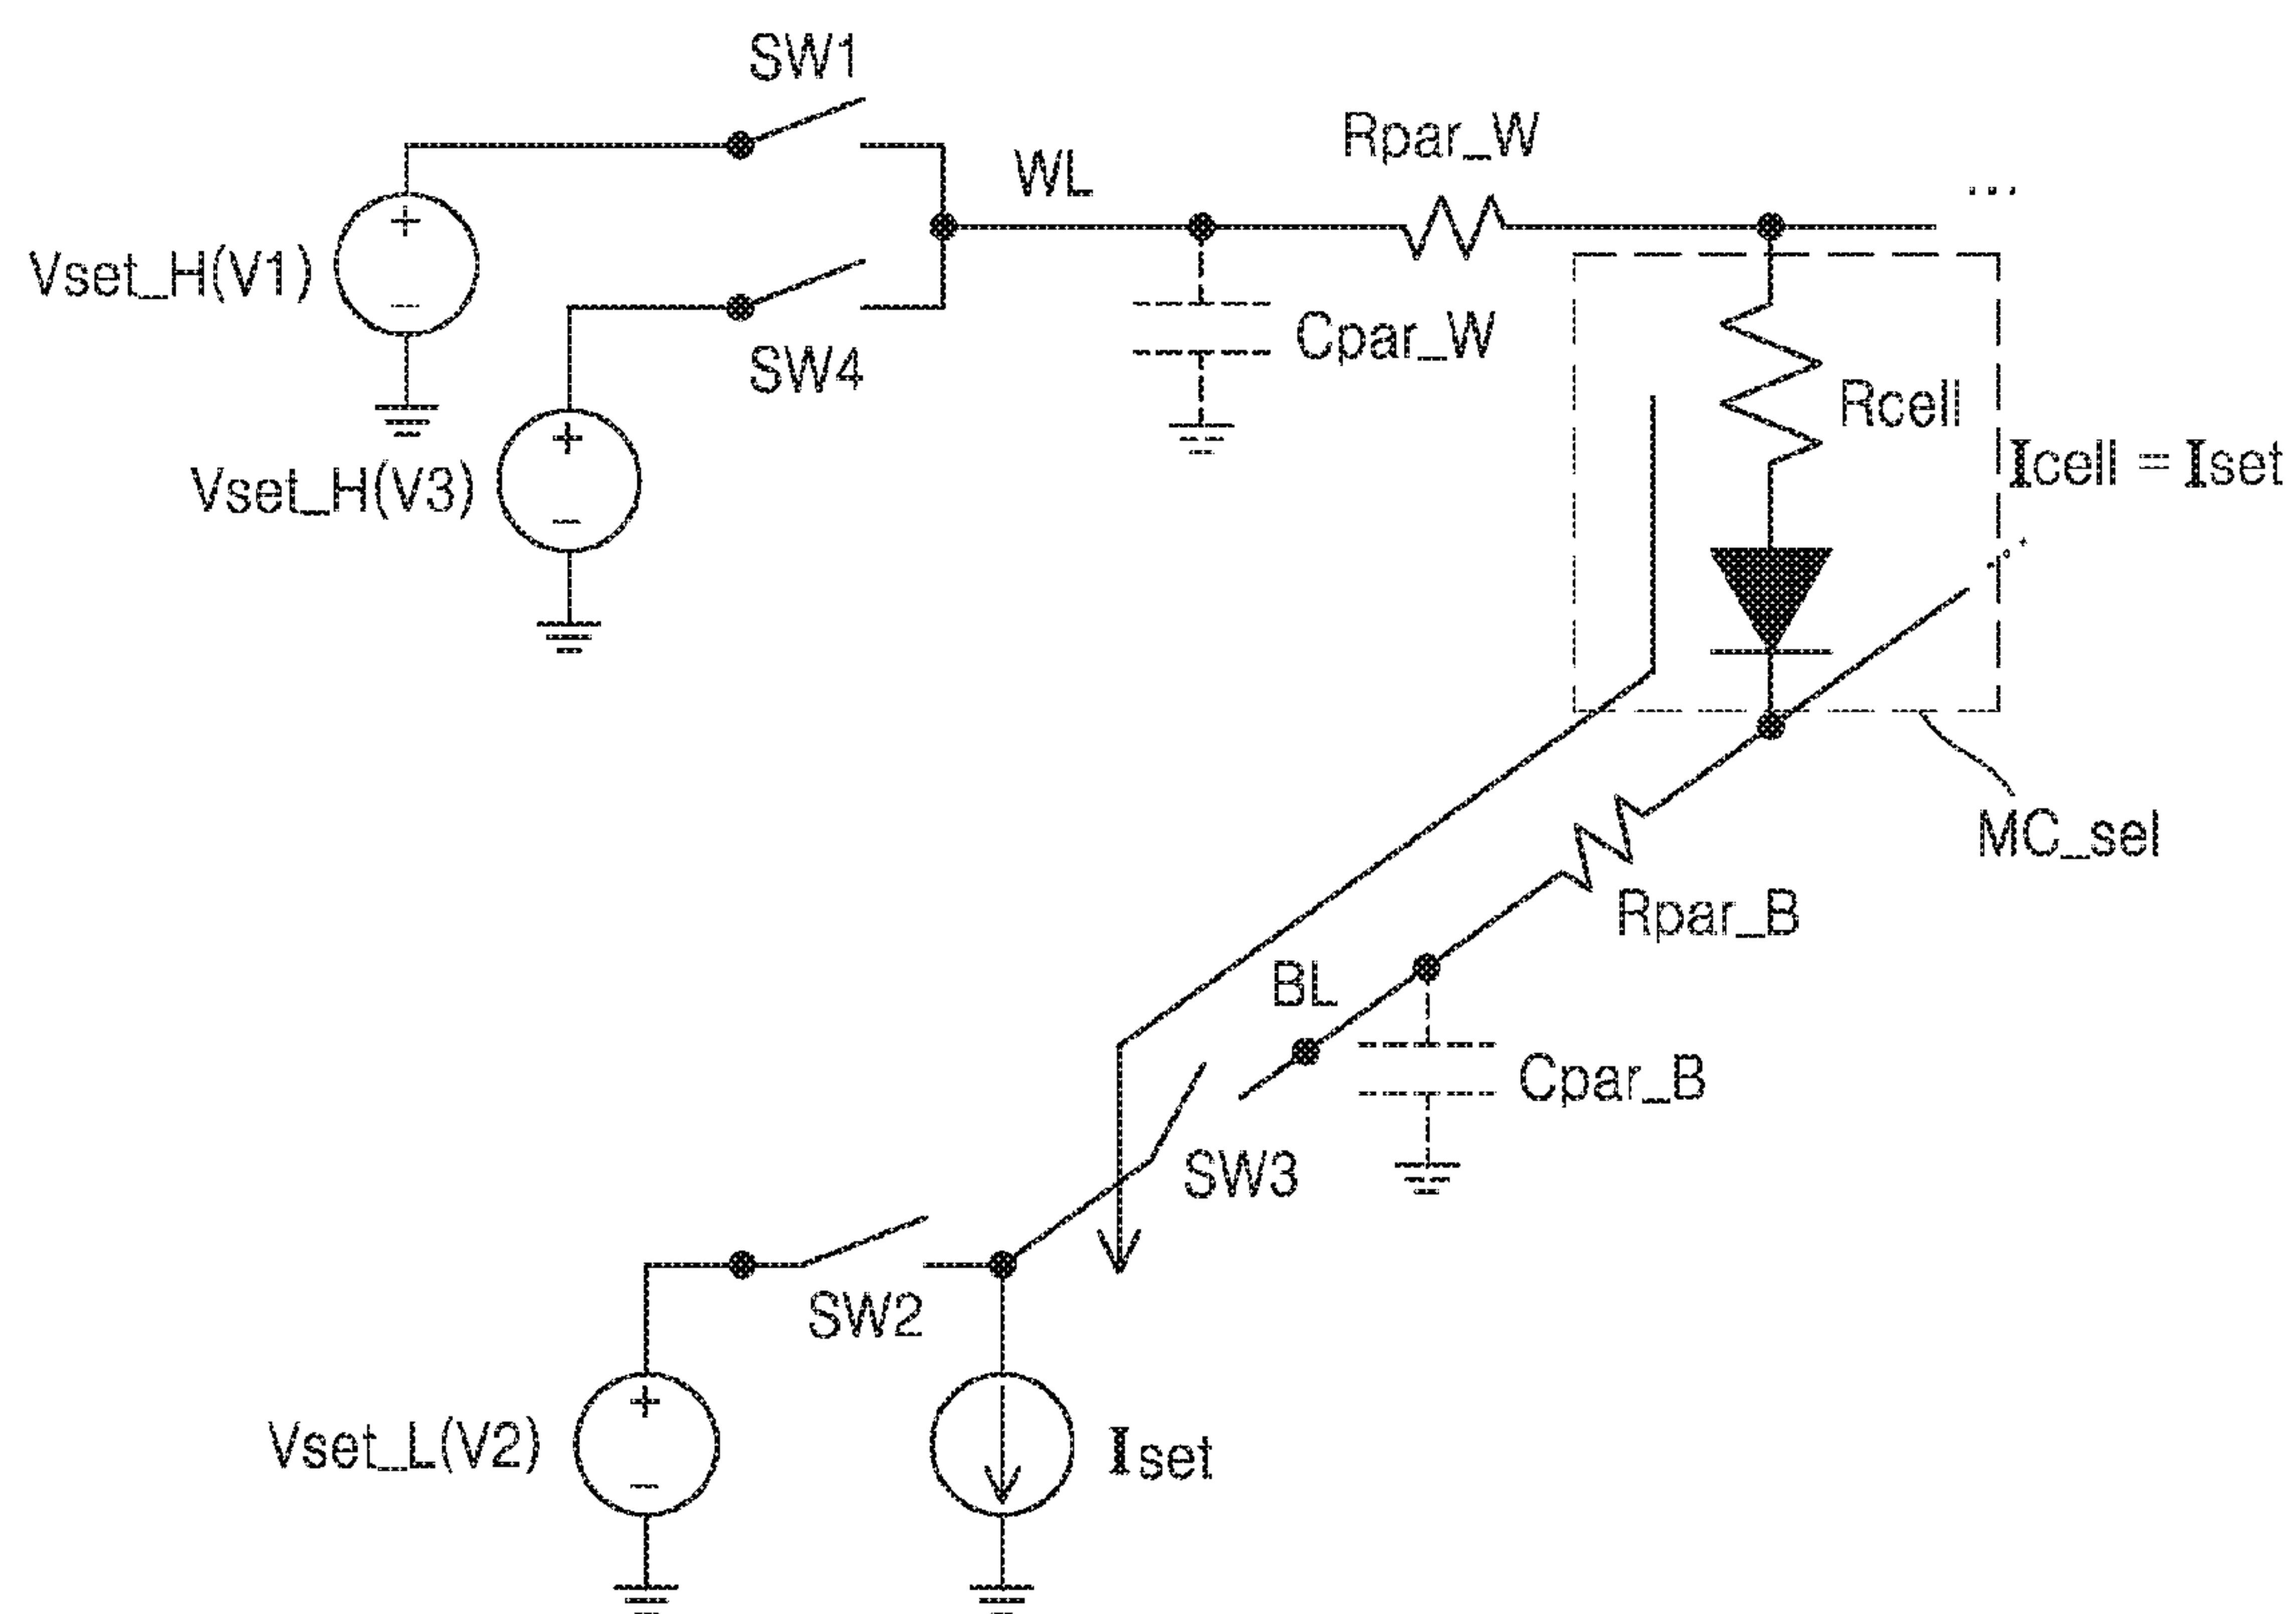 SW1
Rpar_W
WL
...
Vset_H(V1)
+
−
Cpar_W
SW4
Rcell
Icell = Iset
Vset_H(V3)
+
−
MC_sel
Rpar_B
BL
Cpar_B
SW3
SW2
Vset_L(V2)
+
−
Iset